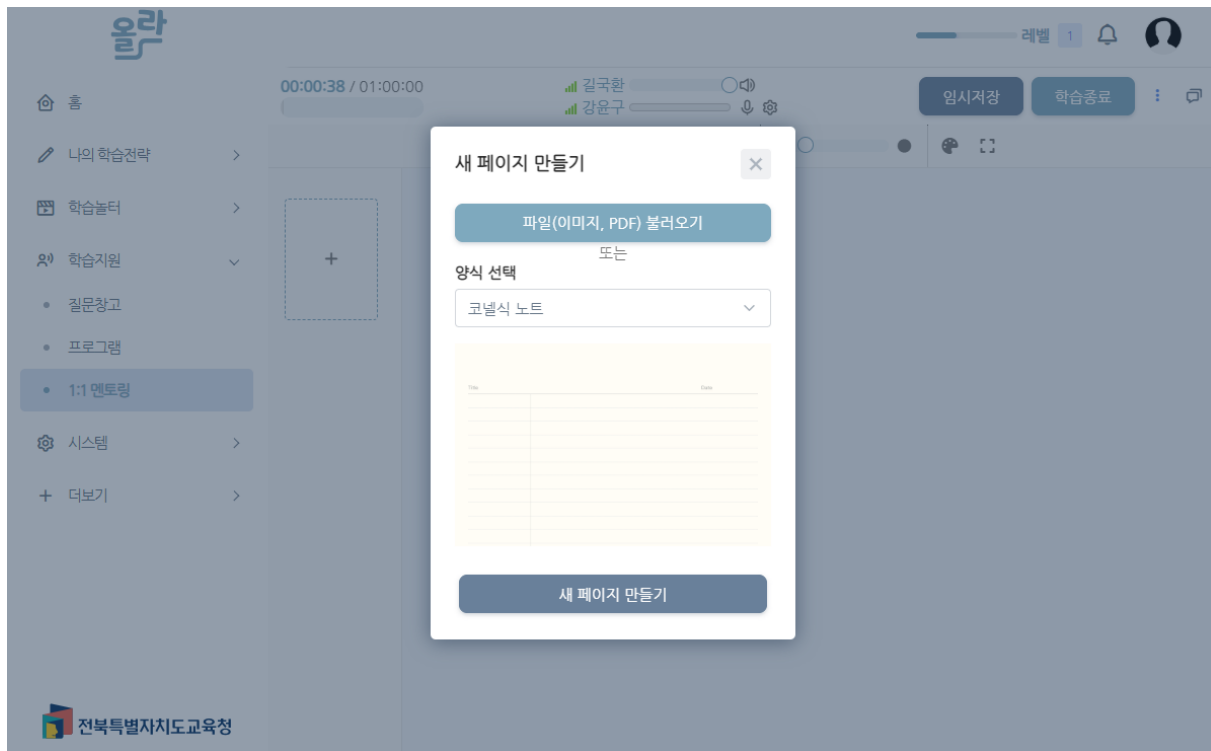 올라
레벨 1
홈
나의 학습전략
학습놀터
학습지원
질문창고
프로그램
1:1 멘토링
시스템
더보기
전북특별자치도교육청
00:00:38 / 01:00:00
길국환
강윤구
임시저장
학습종료
새 페이지 만들기
파일(이미지, PDF) 불러오기
또는
양식 선택
코넬식 노트
Title Date
새 페이지 만들기